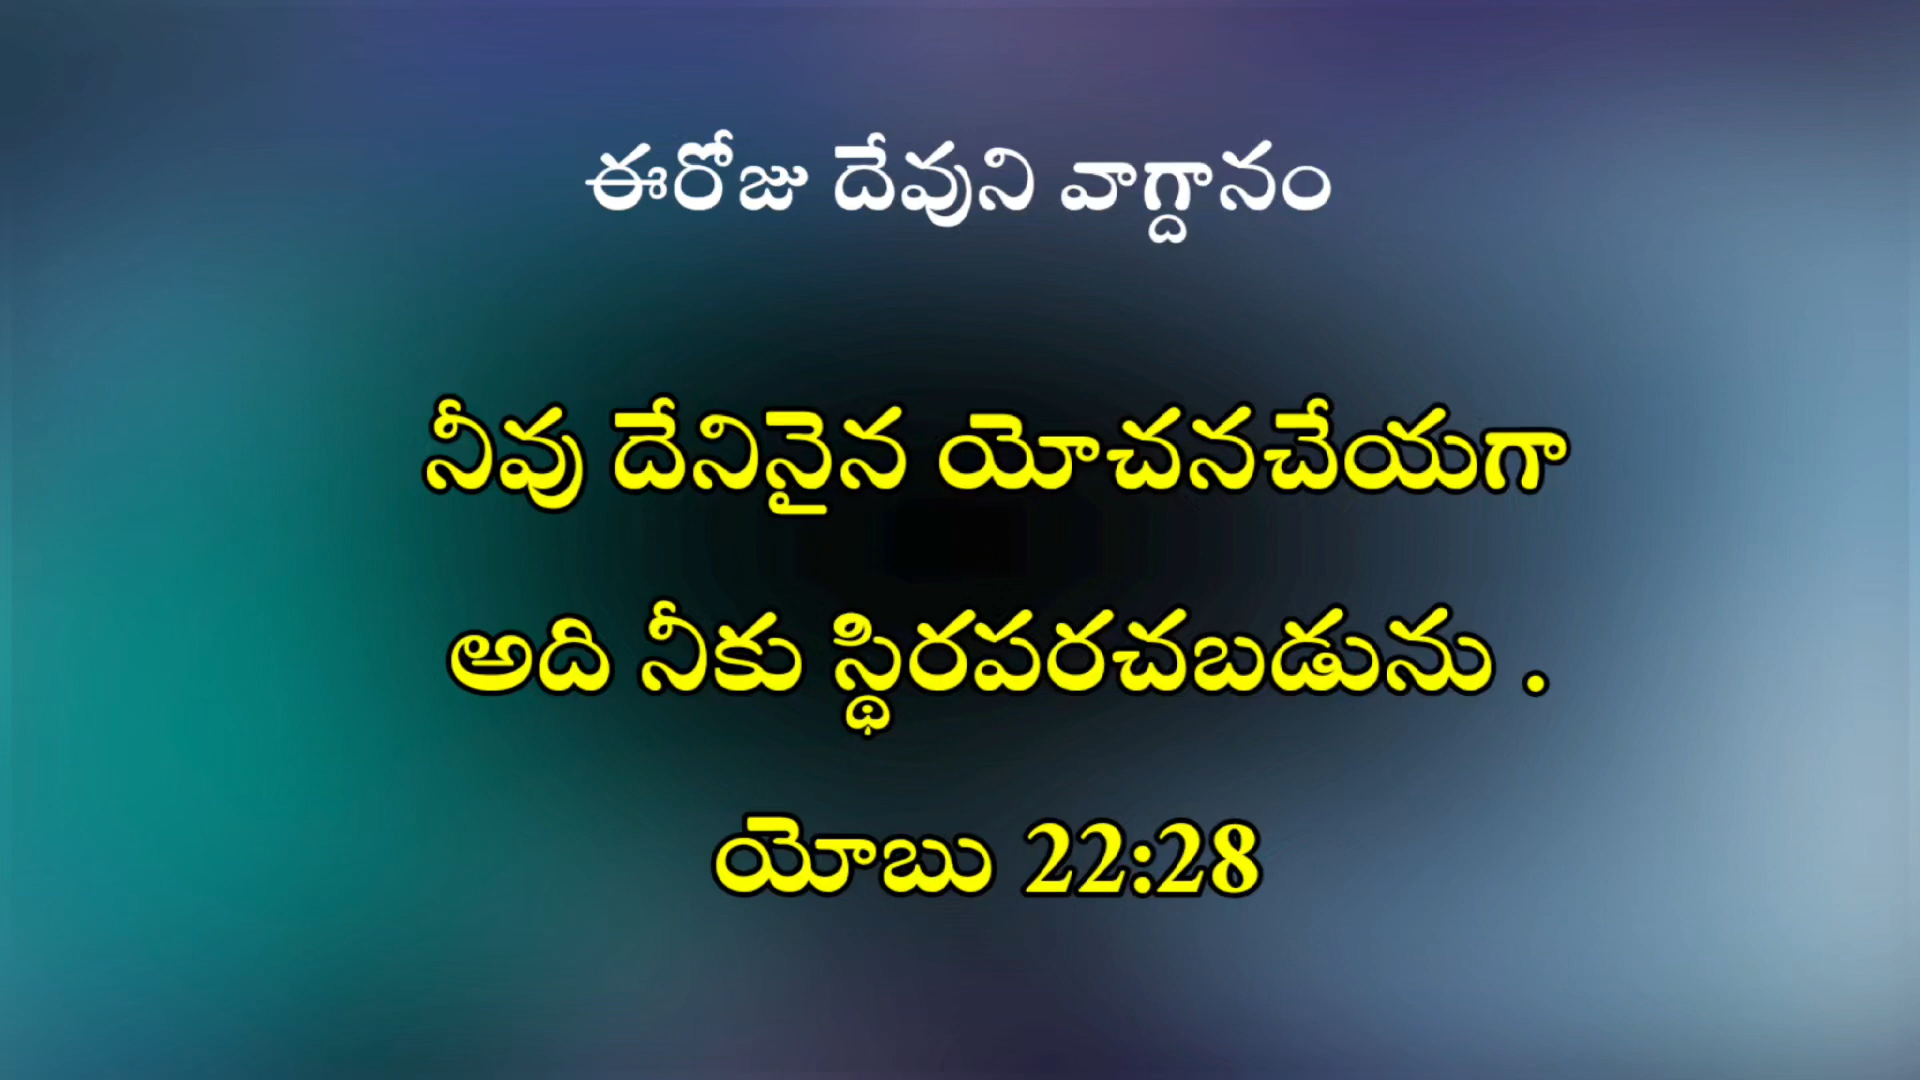 ఈరోజు దేవుని వాగ్దానం
నీవు దేనినైన యోచనచేయగా
అది నీకు స్థిరపరచబడును .
యోబు 22:28